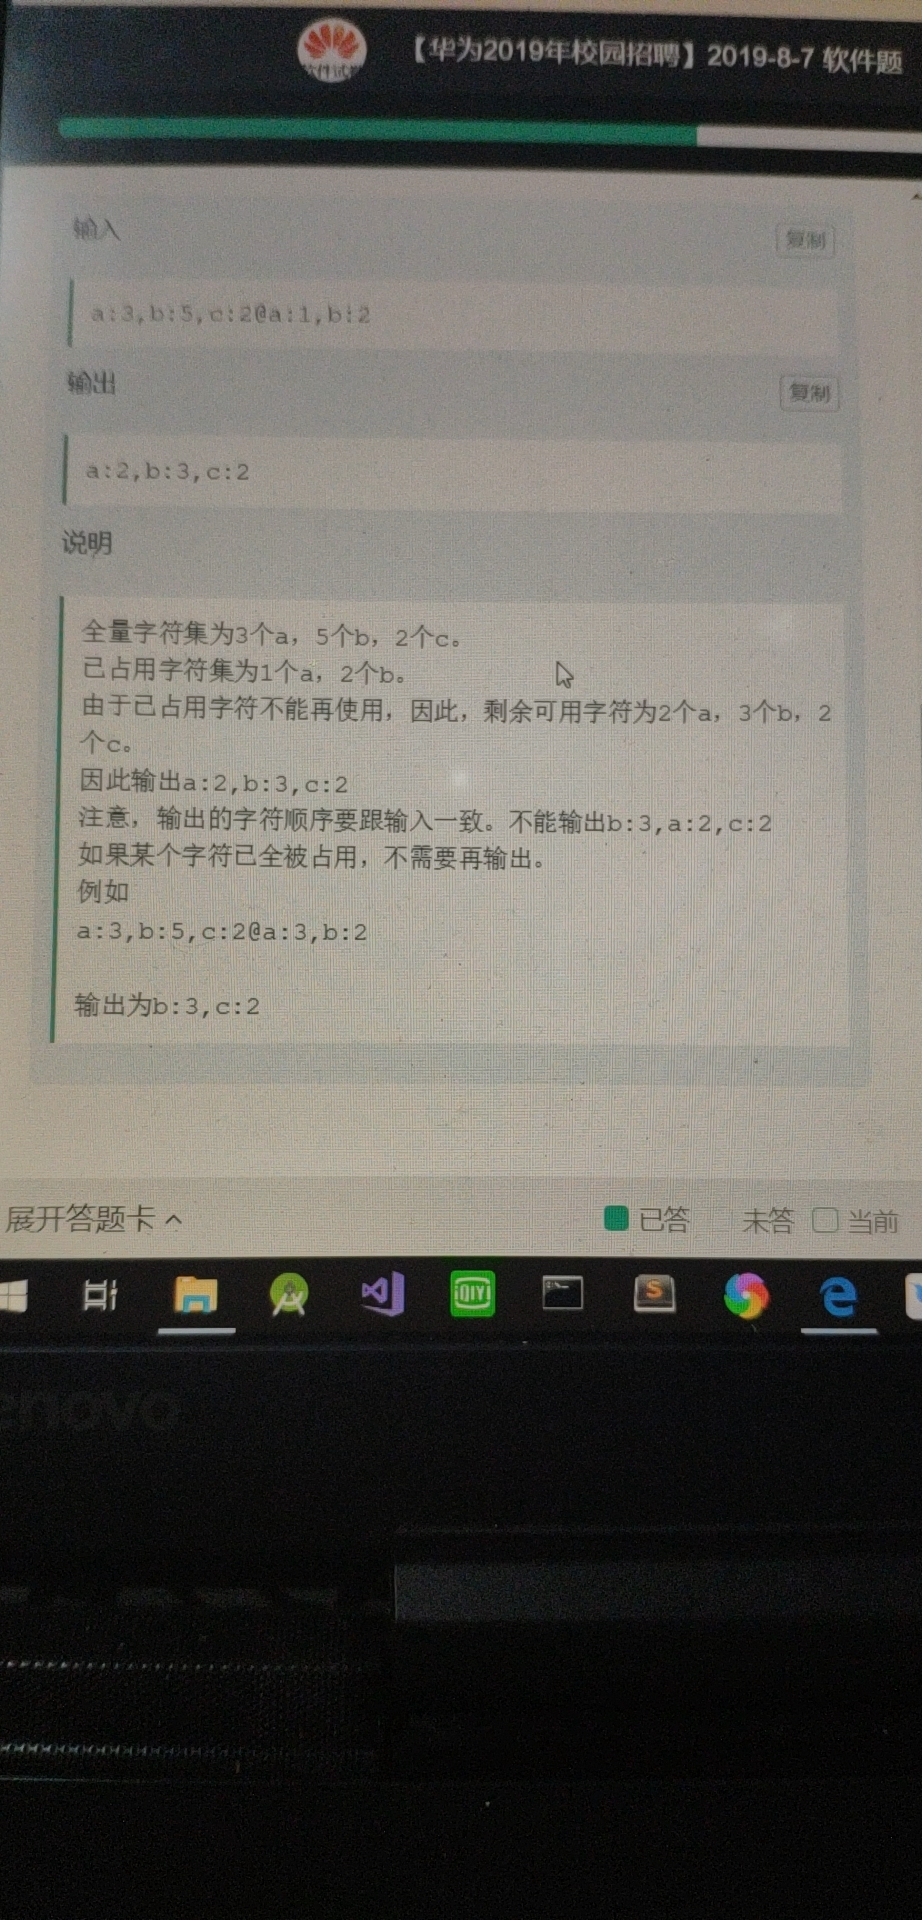 【华为2019年校园招聘】2019-8-7 软件题
输入
复制
a:3,b:5,c:2@a:1,b:2
输出
复制
a:2,b:3,c:2
说明
全量字符集为3个a，5个b，2个c。
已占用字符集为1个a，2个b。
由于已占用字符不能再使用，因此，剩余可用字符为2个a，3个b，2
个c。
因此输出a:2,b:3,c:2
注意，输出的字符顺序要跟输入一致。不能输出b:3,a:2,c:2
如果某个字符已全被占用，不需要再输出。
例如
a:3,b:5,c:2@a:3,b:2
输出为b:3,c:2
展开答题卡
已答
未答
当前
QIYI
S
enovo